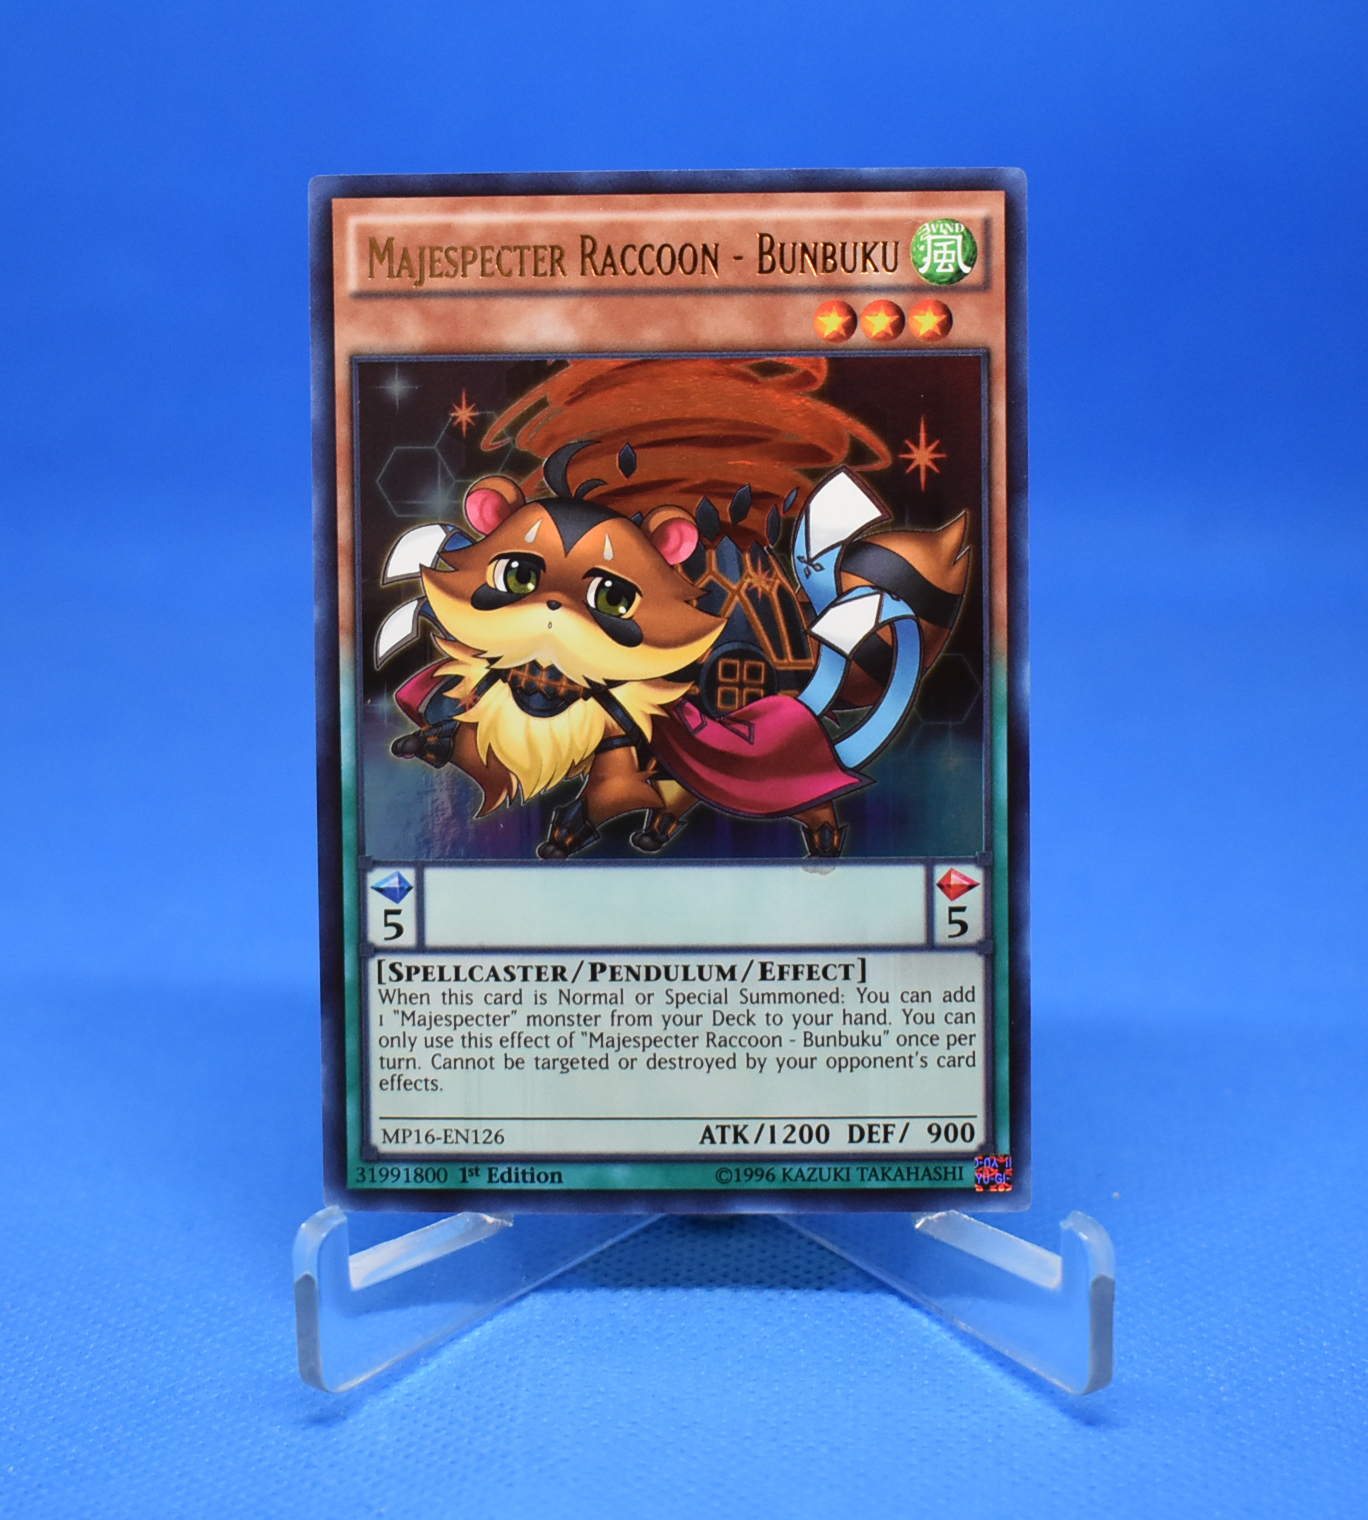 MAJESPECTER RACCOON - BUNBUKU
WIND
風
5
5
[SPELLCASTER/PENDULUM/EFFECT]
When this card is Normal or Special Summoned: You can add
1 "Majespecter" monster from your Deck to your hand. You can
only use this effect of "Majespecter Raccoon - Bunbuku" once per
turn. Cannot be targeted or destroyed by your opponent's card
effects.
MP16-EN126
ATK/1200 DEF/ 900
31991800 1st Edition
©1996 KAZUKI TAKAHASHI